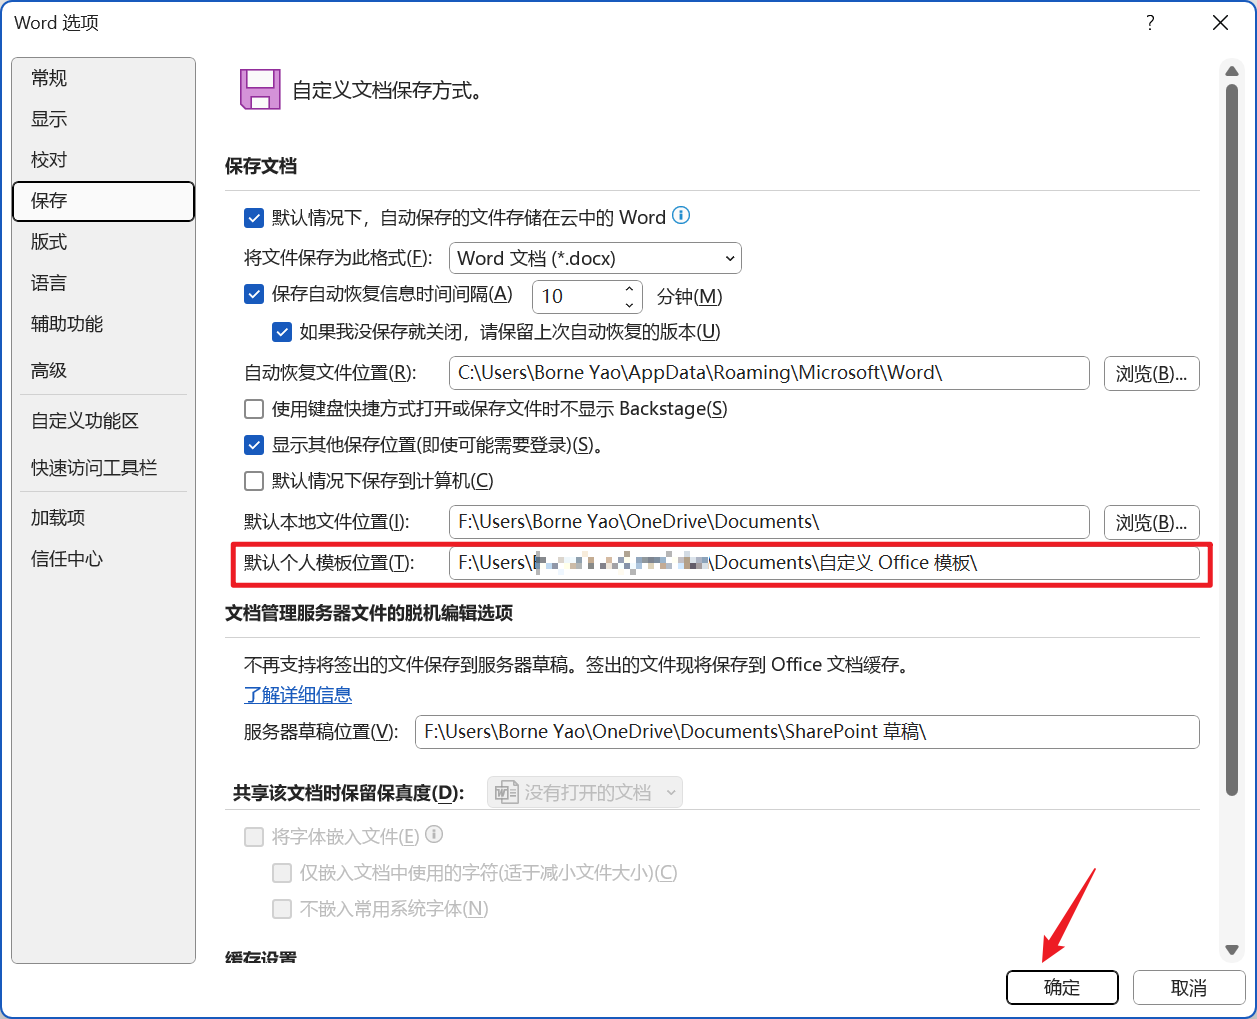 Word 选项
?
常规
显示
校对
保存
版式
语言
辅助功能
高级
自定义功能区
快速访问工具栏
加载项
信任中心
自定义文档保存方式。
保存文档
默认情况下，自动保存的文件存储在云中的 Word
将文件保存为此格式(F): Word 文档 (*.docx)
保存自动恢复信息时间间隔(A) 10 分钟(M)
如果我没保存就关闭，请保留上次自动恢复的版本(U)
自动恢复文件位置(R): C:\Users\Borne Yao\AppData\Roaming\Microsoft\Word\ 浏览(B)...
使用键盘快捷方式打开或保存文件时不显示 Backstage(S)
显示其他保存位置(即使可能需要登录)(S)。
默认情况下保存到计算机(C)
默认本地文件位置(I): F:\Users\Borne Yao\OneDrive\Documents\ 浏览(B)...
默认个人模板位置(T): F:\Users\ \Documents\自定义 Office 模板\
文档管理服务器文件的脱机编辑选项
不再支持将签出的文件保存到服务器草稿。签出的文件现将保存到 Office 文档缓存。
了解详细信息
服务器草稿位置(V): F:\Users\Borne Yao\OneDrive\Documents\SharePoint 草稿\
共享该文档时保留保真度(D): 没有打开的文档
将字体嵌入文件(E)
仅嵌入文档中使用的字符(适于减小文件大小)(C)
不嵌入常用系统字体(N)
缓存设置
确定 取消